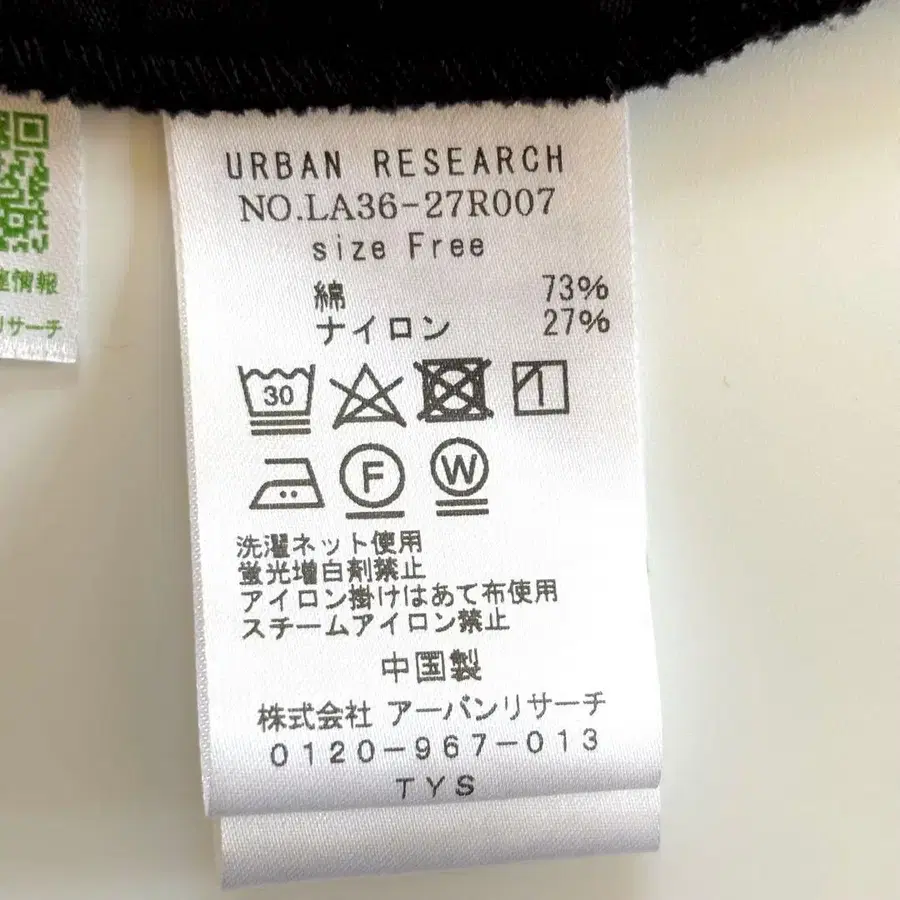 URBAN RESEARCH
NO.LA36-27R007
size Free
綿 73%
ナイロン 27%
30
F
W
洗濯ネット使用
蛍光増白剤禁止
アイロン掛けはあて布使用
スチームアイロン禁止
中国製
株式会社 アーバンリサーチ
0120-967-013
TYS
情報
リサーチ